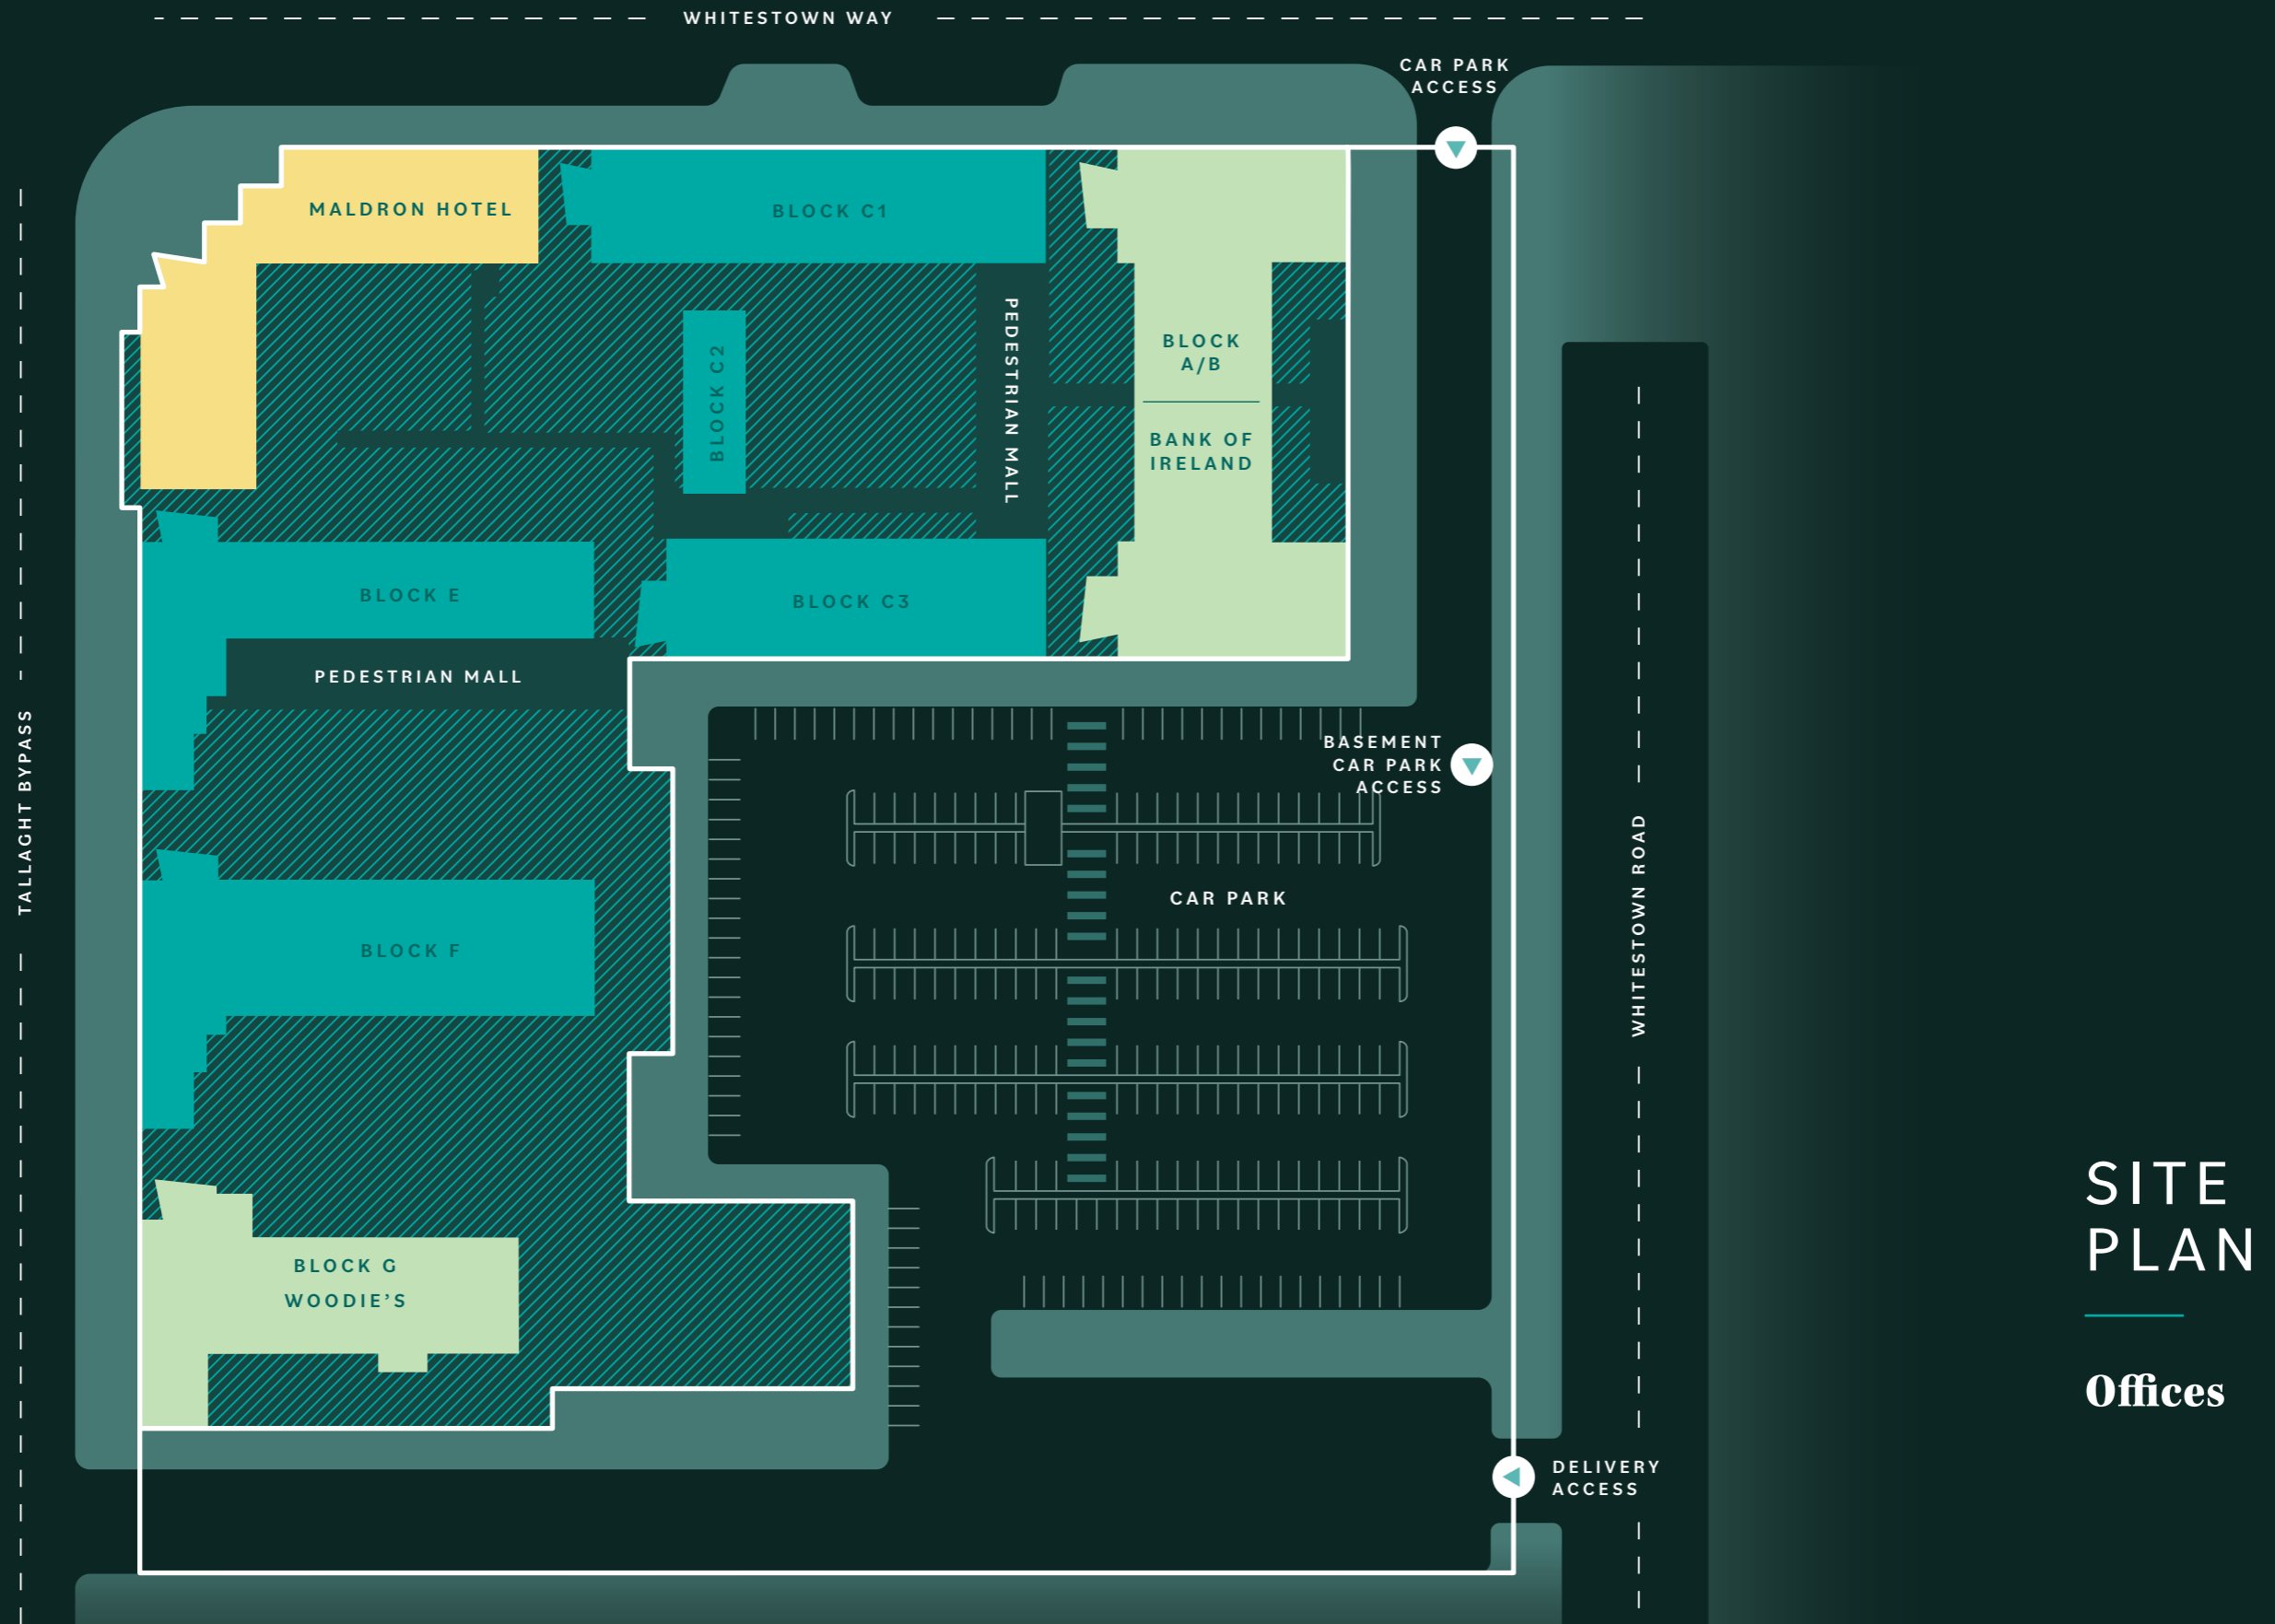 WHITESTOWN WAY
CAR PARK
ACCESS
MALDRON HOTEL
BLOCK C1
PEDESTRIAN MALL
BLOCK C2
BLOCK
A/B
BANK OF
IRELAND
BLOCK E
BLOCK C3
PEDESTRIAN MALL
TALLAGHT BYPASS
BASEMENT
CAR PARK
ACCESS
WHITESTOWN ROAD
CAR PARK
BLOCK F
BLOCK G
WOODIE’S
SITE
PLAN
Offices
DELIVERY
ACCESS